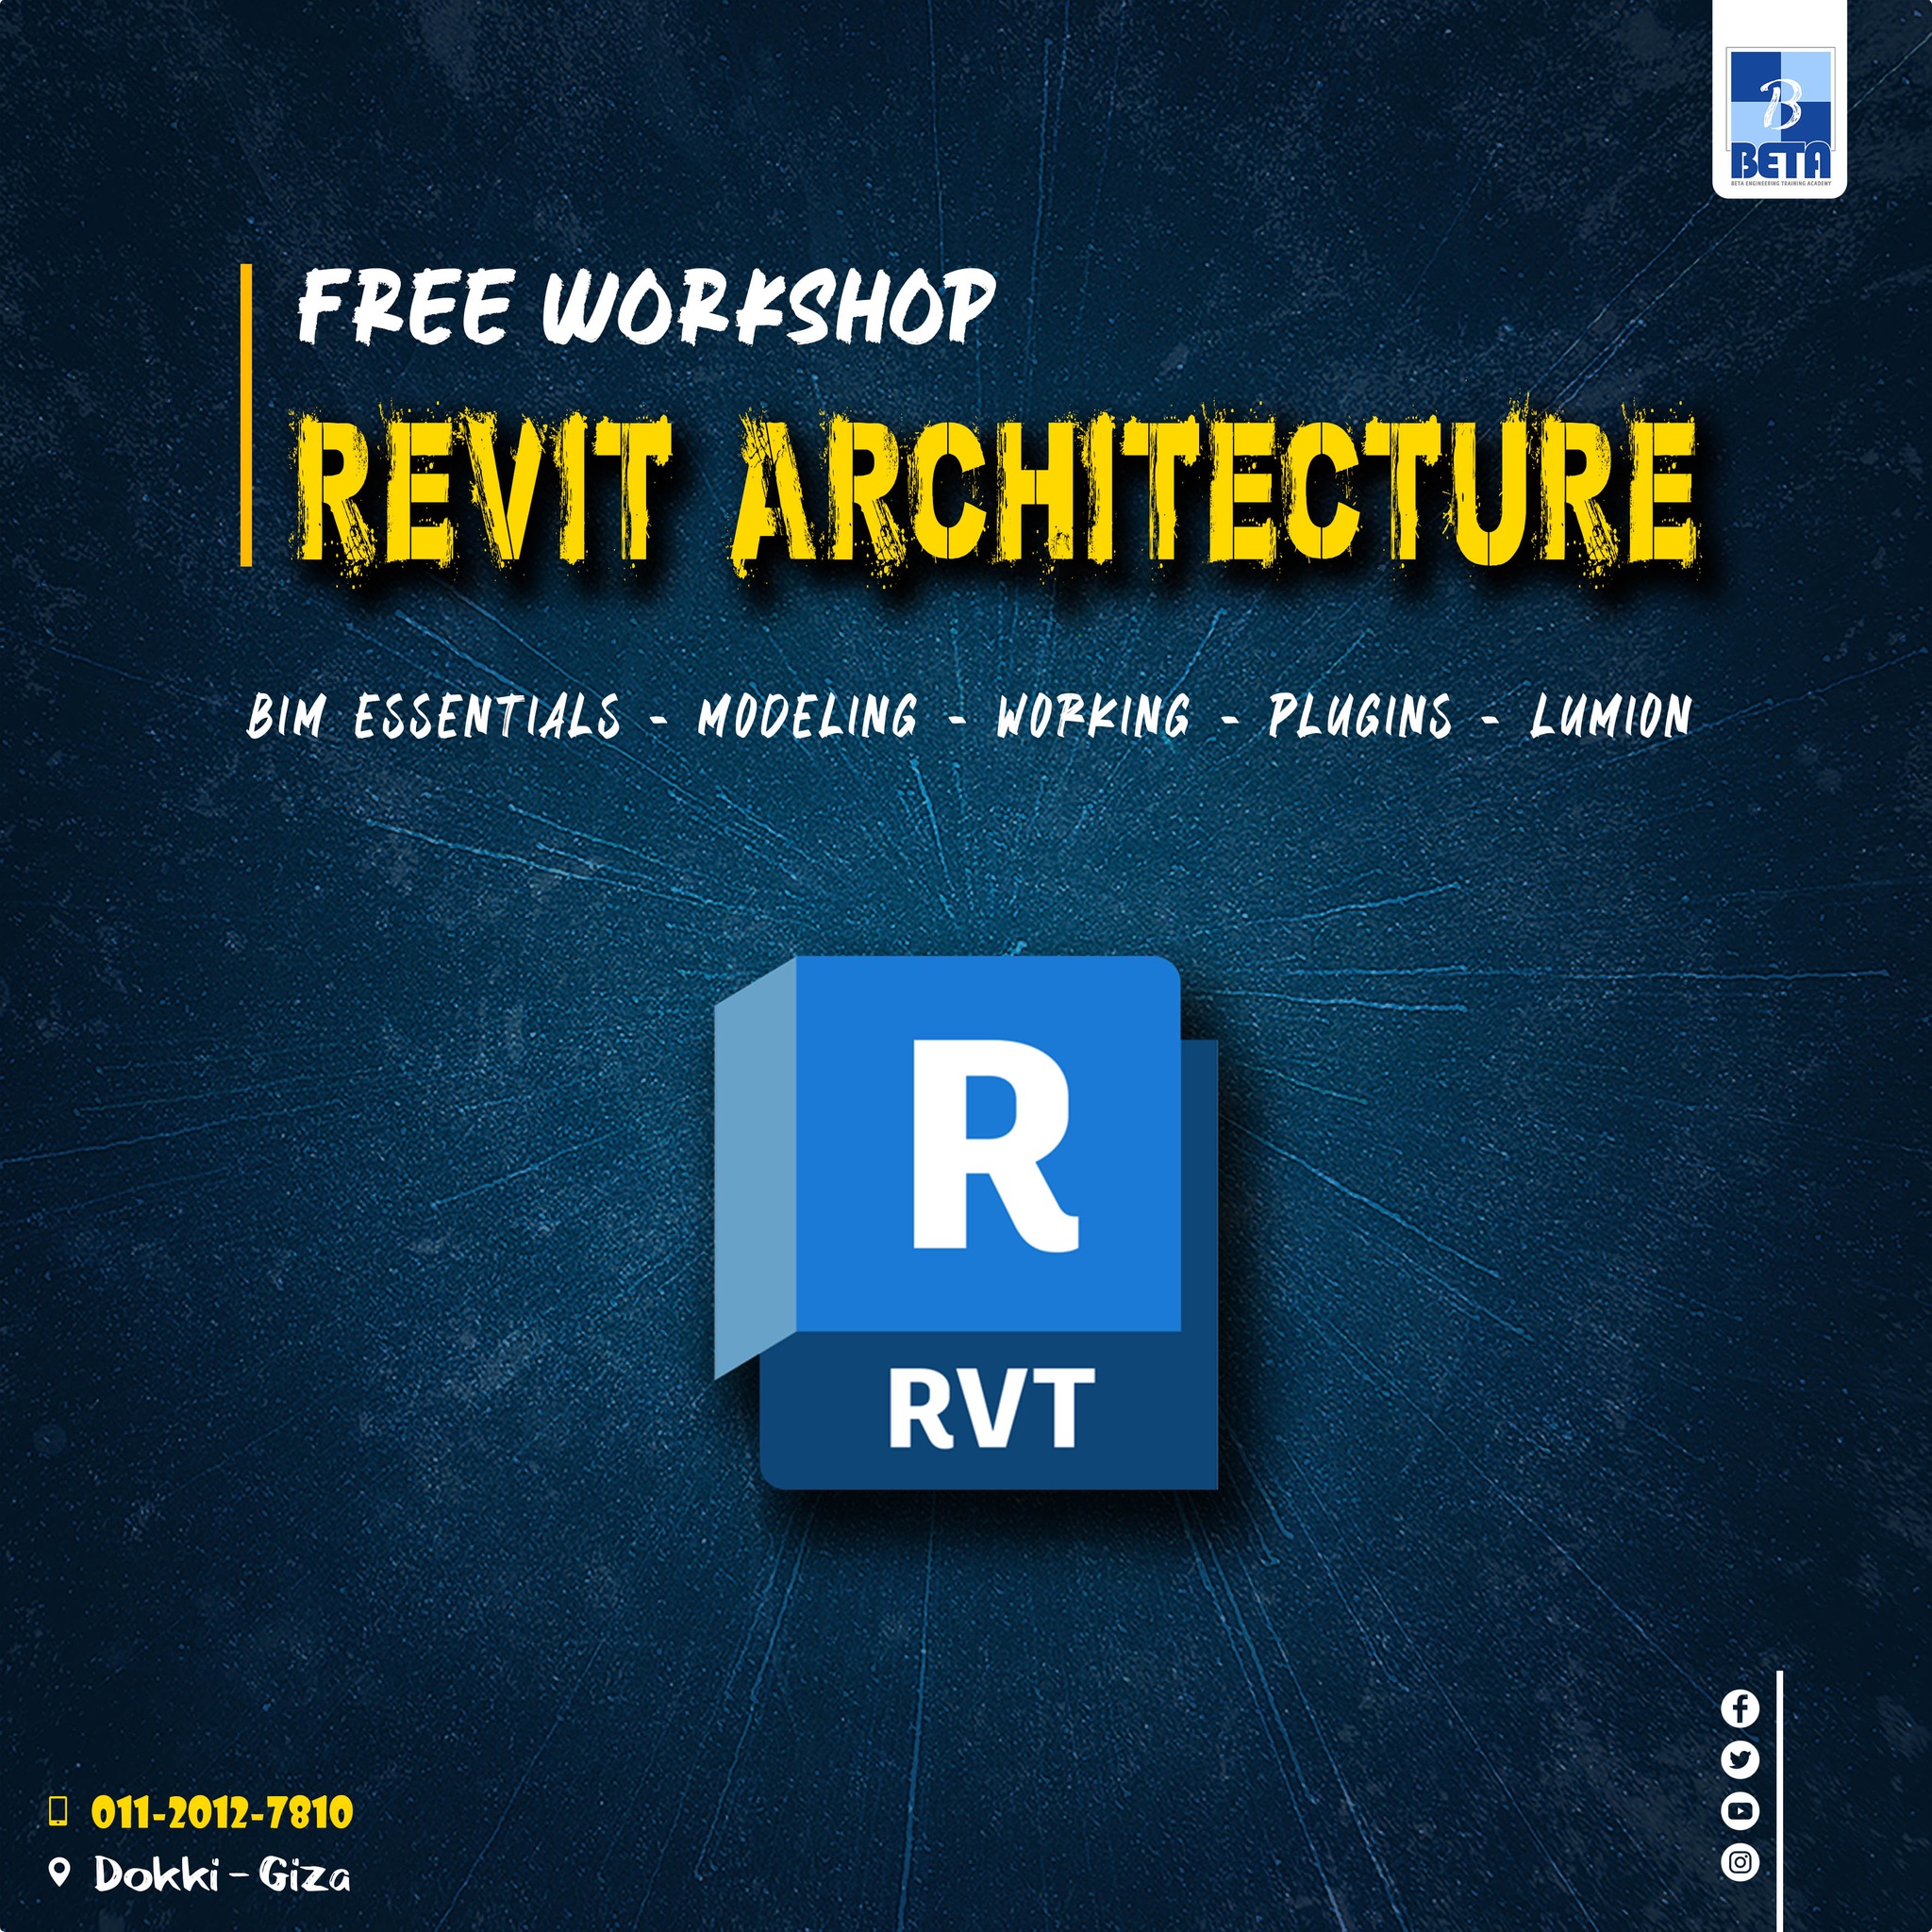 B
BETA
BETA ENGINEERING TRAINING ACADEMY
FREE WORKSHOP
REVIT ARCHITECTURE
BIM ESSENTIALS - MODELING - WORKING - PLUGINS - LUMION
R
RVT
011-2012-7810
Dokki - Giza